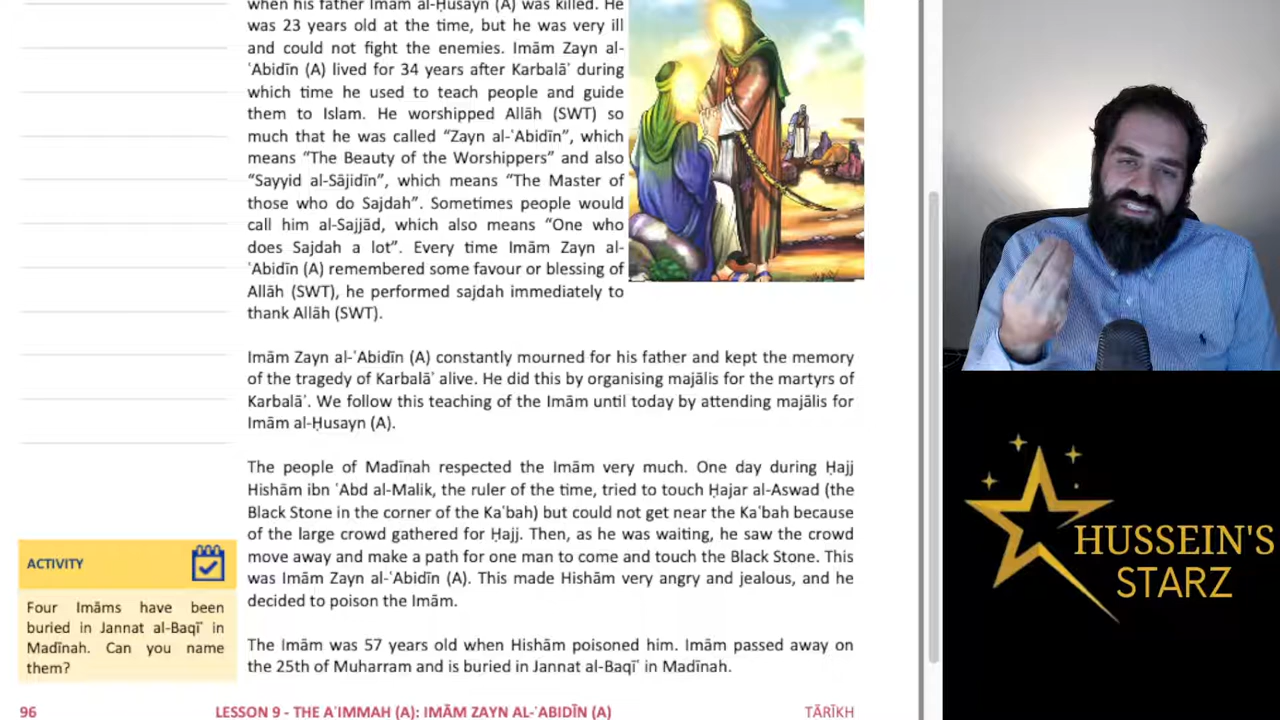 when his father Imām al-Ḥusayn (A) was killed. He
was 23 years old at the time, but he was very ill
and could not fight the enemies. Imām Zayn al-
ʿAbidīn (A) lived for 34 years after Karbalāʾ during
which time he used to teach people and guide
them to Islam. He worshipped Allāh (SWT) so
much that he was called “Zayn al-ʿAbidīn”, which
means “The Beauty of the Worshippers” and also
“Sayyid al-Sājidīn”, which means “The Master of
those who do Sajdah”. Sometimes people would
call him al-Sajjād, which also means “One who
does Sajdah a lot”. Every time Imām Zayn al-
ʿAbidīn (A) remembered some favour or blessing of
Allāh (SWT), he performed sajdah immediately to
thank Allāh (SWT).
Imām Zayn al-ʿAbidīn (A) constantly mourned for his father and kept the memory
of the tragedy of Karbalāʾ alive. He did this by organising majālis for the martyrs of
Karbalāʾ. We follow this teaching of the Imām until today by attending majālis for
Imām al-Ḥusayn (A).
The people of Madīnah respected the Imām very much. One day during Ḥajj
Hishām ibn ʿAbd al-Malik, the ruler of the time, tried to touch Ḥajar al-Aswad (the
Black Stone in the corner of the Kaʿbah) but could not get near the Kaʿbah because
of the large crowd gathered for Ḥajj. Then, as he was waiting, he saw the crowd
move away and make a path for one man to come and touch the Black Stone. This
was Imām Zayn al-ʿAbidīn (A). This made Hishām very angry and jealous, and he
decided to poison the Imām.
The Imām was 57 years old when Hishām poisoned him. Imām passed away on
the 25th of Muharram and is buried in Jannat al-Baqīʿ in Madīnah.
ACTIVITY
Four Imāms have been
buried in Jannat al-Baqīʿ in
Madīnah. Can you name
them?
96
LESSON 9 - THE AʾIMMAH (A): IMĀM ZAYN AL-ʿABIDĪN (A)
TĀRĪKH
HUSSEIN'S
STARZ